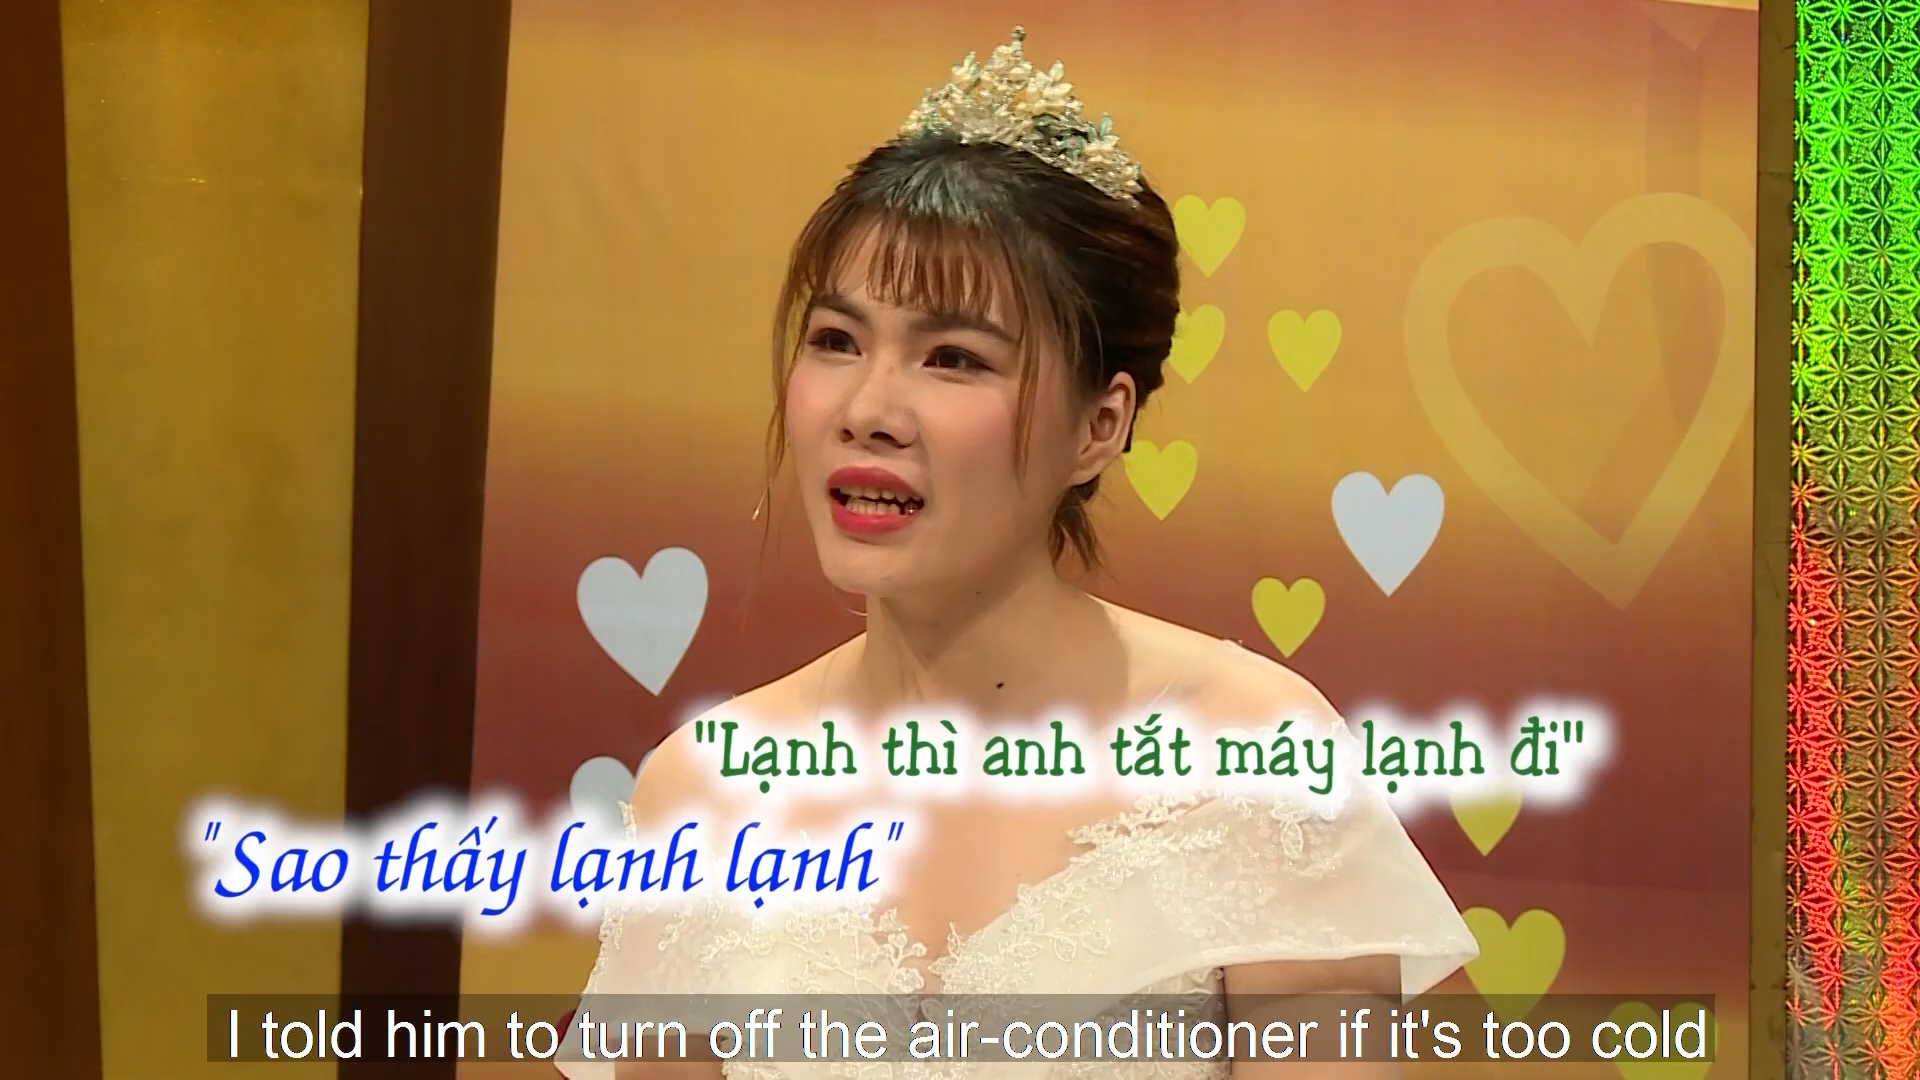 "Lạnh thì anh tắt máy lạnh đi"
"Sao thấy lạnh lạnh"
I told him to turn off the air-conditioner if it's too cold